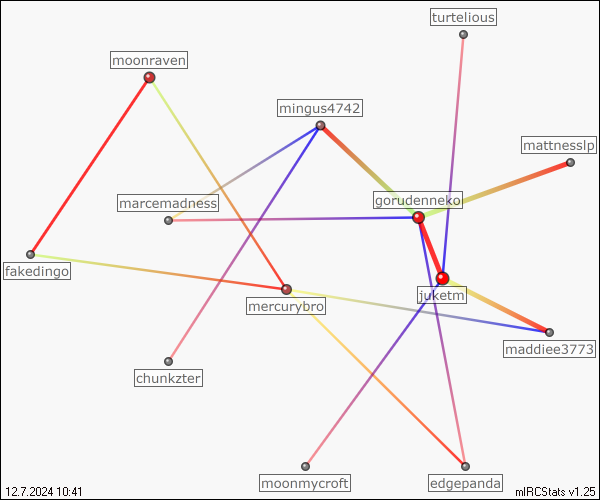 turtelious
moonraven
mingus4742
mattnesslp
marcemadness
gorudenneko
fakedingo
juketm
mercurybro
maddiee3773
chunkzter
moonmycroft
edgepanda
12.7.2024 10:41
mIRCStats v1.25